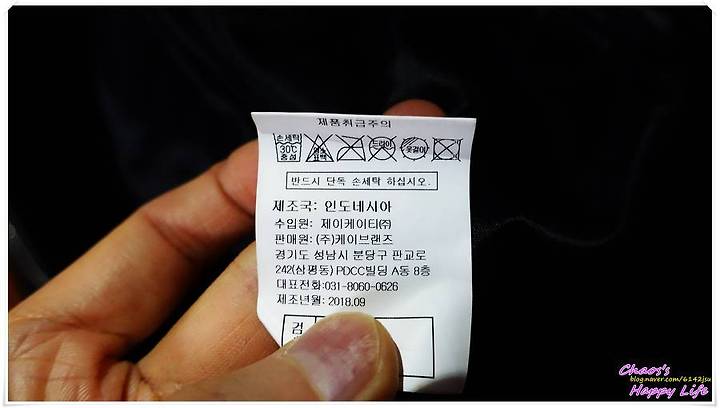 제품취급주의
손세탁
30℃
중성
염소
표백
드라이
옷걸이
반드시 단독 손세탁 하십시오.
제조국: 인도네시아
수입원: 제이케이티㈜
판매원: (주)케이브랜즈
경기도 성남시 분당구 판교로
242(삼평동) PDCC빌딩 A동 8층
대표전화:031-8060-0626
제조년월: 2018.09
검
Chaos's
blog.naver.com/6142jsu
Happy Life